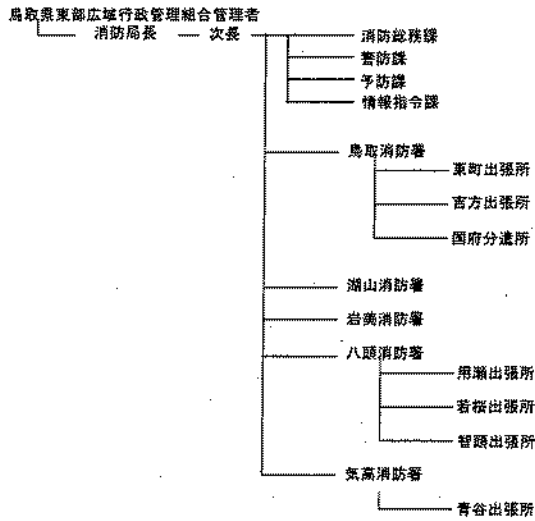 鳥取県東部広域行政管理組合管理者
消防局長 次長 消防総務課
警防課
予防課
情報指令課
鳥取消防署
東町出張所
吉方出張所
国府分遣所
湖山消防署
岩美消防署
八頭消防署
用瀬出張所
若桜出張所
智頭出張所
気高消防署
青谷出張所